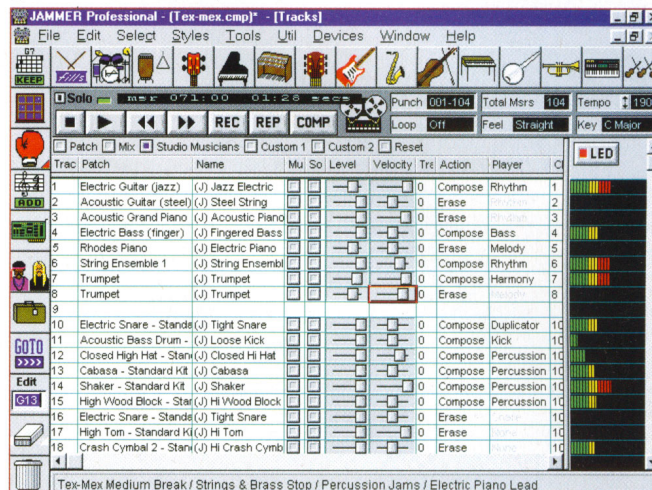 JAMMER Professional - (Tex-mex.cmp)* - [Tracks]
File Edit Select Styles Tools Util Devices Window Help
G7
KEEP
Fills
Solo msr 071:00 01:28 secs
Punch 001-104 Total Msrs 104 Tempo 190
REC REP COMP
Loop Off Feel Straight Key C Major
Patch Mix Studio Musicians Custom 1 Custom 2 Reset
LED
Trac Patch Name Mu So Level Velocity Tra Action Player Cl
1 Electric Guitar (jazz) (J) Jazz Electric 0 Compose Rhythm 1
2 Acoustic Guitar (steel) (J) Steel String 0 Erase 2
3 Acoustic Grand Piano (J) Acoustic Piano 0 Erase 3
4 Electric Bass (finger) (J) Fingered Bass 0 Compose Bass 4
5 Rhodes Piano (J) Electric Piano 0 Erase Melody 5
6 String Ensemble 1 (J) String Ensembl 0 Compose Rhythm 6
7 Trumpet (J) Trumpet 0 Compose Harmony 7
8 Trumpet (J) Trumpet 0 Erase 8
9
10 Electric Snare - Standa (J) Tight Snare 0 Compose Duplicator 10
11 Acoustic Bass Drum - (J) Loose Kick 0 Compose Kick 10
12 Closed High Hat - Stan (J) Closed Hi Hat 0 Compose Percussion 10
13 Cabasa - Standard Kit (J) Cabasa 0 Compose Percussion 10
14 Shaker - Standard Kit (J) Shaker 0 Compose Percussion 10
15 High Wood Block - Star (J) Hi Wood Block 0 Compose Percussion 10
16 Electric Snare - Standa (J) Tight Snare 0 Erase 10
17 High Tom - Standard Ki (J) Hi Tom 0 Erase 10
18 Crash Cymbal 2 - Stan (J) Hi Crash Cymb 0 Erase 10
ADD
GOTO
>>>>
Edit
G13
Tex-Mex Medium Break / Strings & Brass Stop / Percussion Jams / Electric Piano Lead